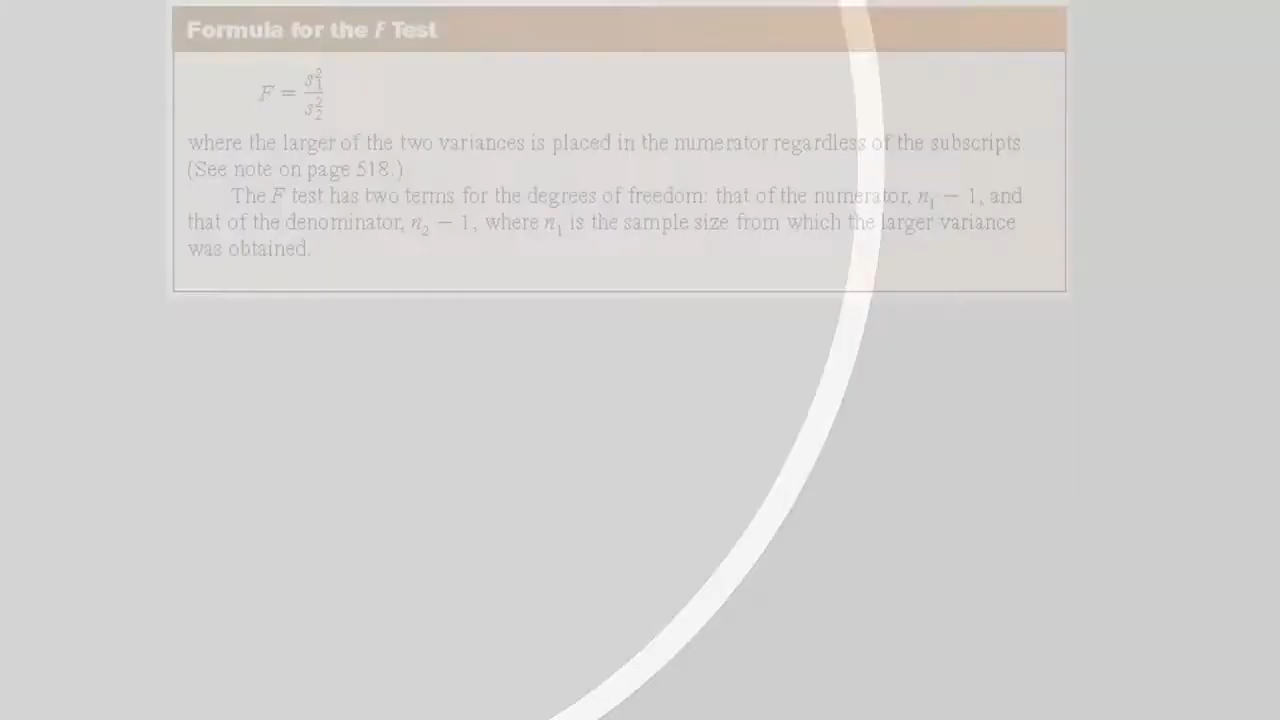 Formula for the F Test
F = s₁²/s₂²
where the larger of the two variances is placed in the numerator regardless of the subscripts.
(See note on page 518.)
The F test has two terms for the degrees of freedom: that of the numerator, n₁ − 1, and
that of the denominator, n₂ − 1, where n₁ is the sample size from which the larger variance
was obtained.